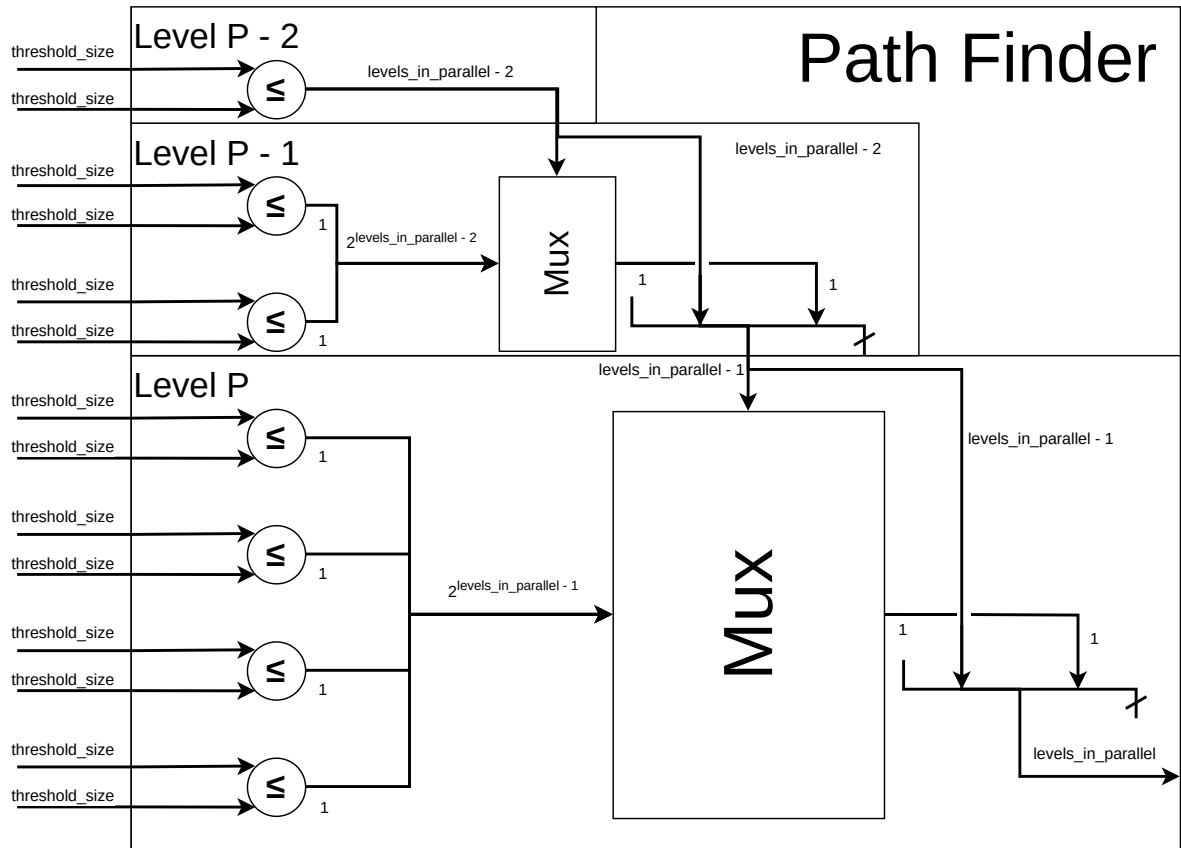 Path Finder
Level P - 2
threshold_size
levels_in_parallel - 2
threshold_size
≤
Level P - 1
levels_in_parallel - 2
threshold_size
≤
threshold_size
1
2levels_in_parallel - 2
Mux
1
1
threshold_size
≤
threshold_size
1
levels_in_parallel - 1
Level P
threshold_size
≤
levels_in_parallel - 1
threshold_size
1
threshold_size
≤
threshold_size
1
2levels_in_parallel - 1
Mux
1
1
threshold_size
≤
threshold_size
1
threshold_size
≤
levels_in_parallel
threshold_size
1